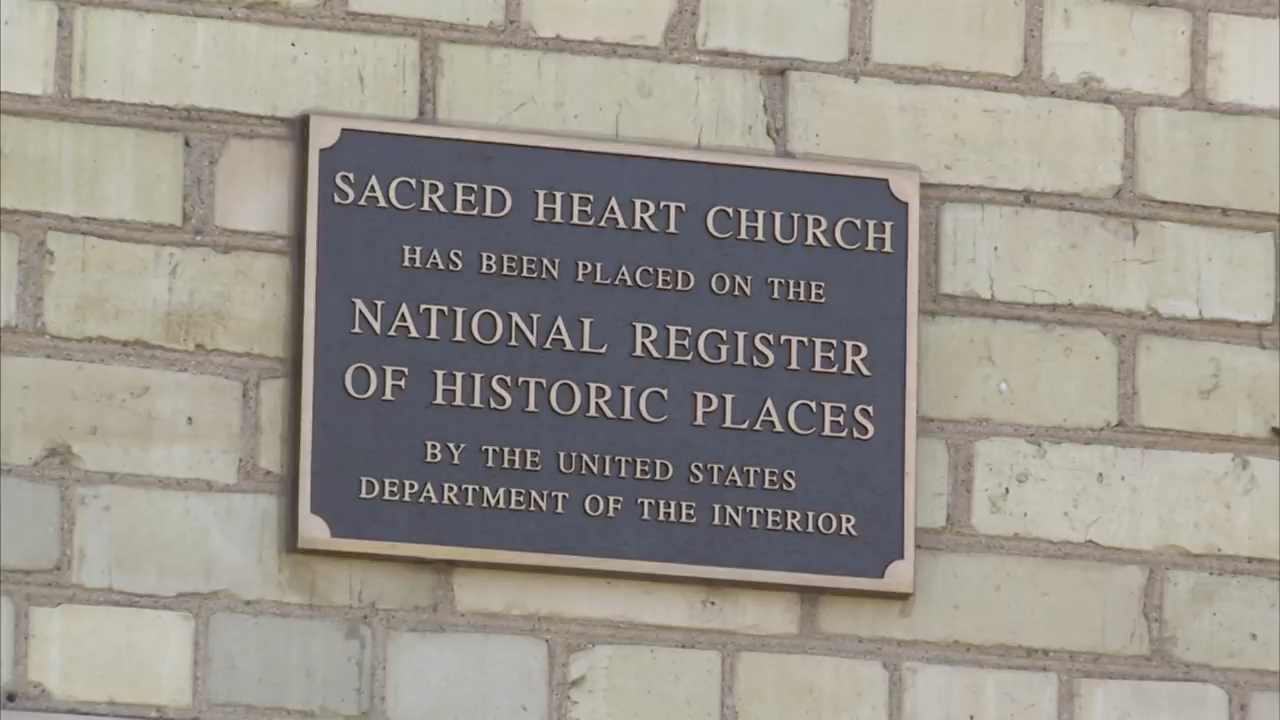 SACRED HEART CHURCH
HAS BEEN PLACED ON THE
NATIONAL REGISTER
OF HISTORIC PLACES
BY THE UNITED STATES
DEPARTMENT OF THE INTERIOR